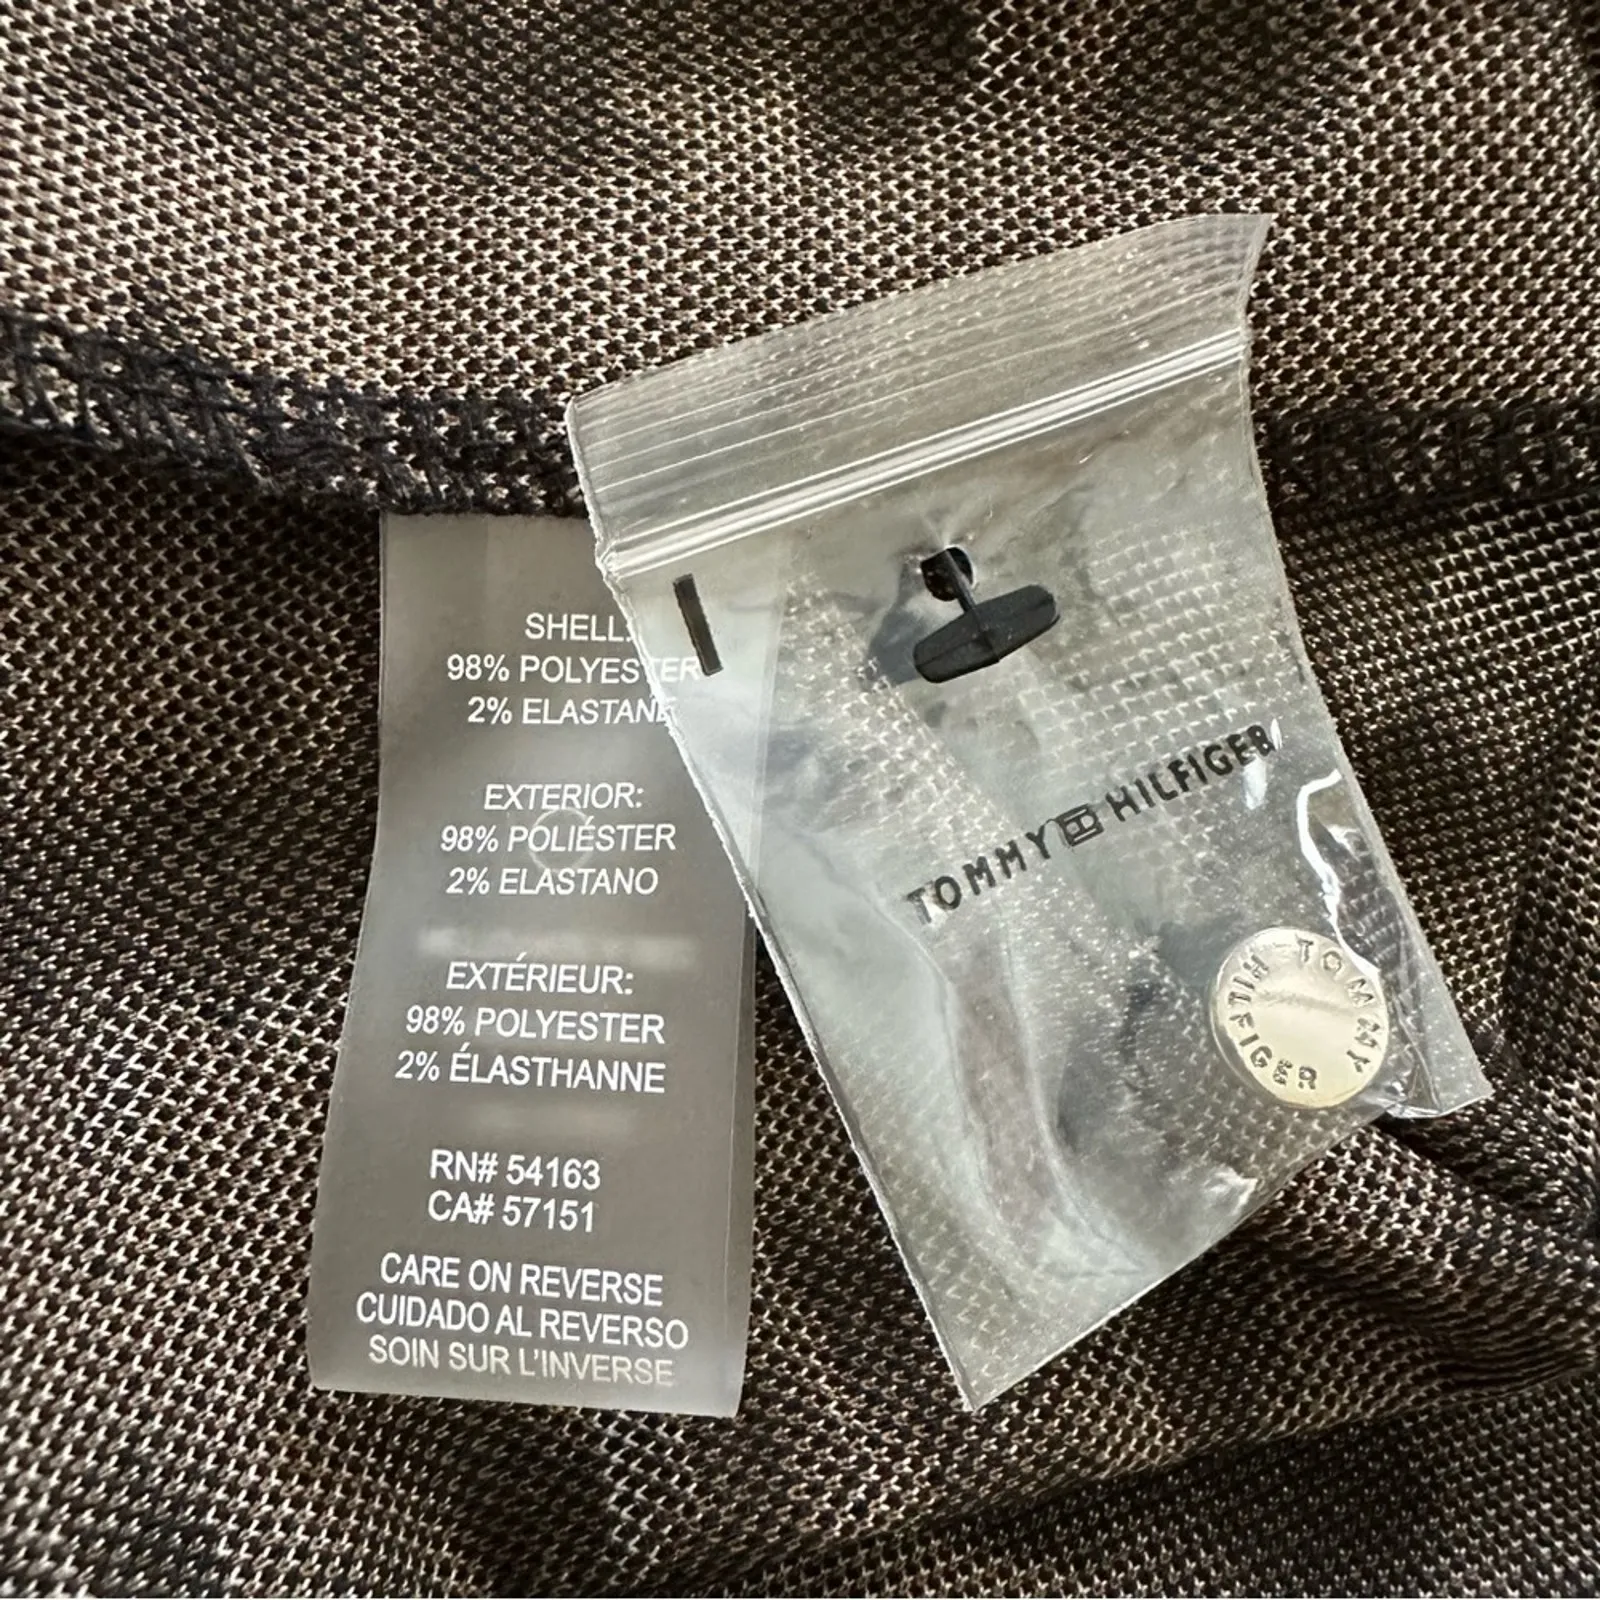 SHELL:
98% POLYESTER
2% ELASTANE
EXTERIOR:
98% POLIÉSTER
2% ELASTANO
EXTÉRIEUR:
98% POLYESTER
2% ÉLASTHANNE
RN# 54163
CA# 57151
CARE ON REVERSE
CUIDADO AL REVERSO
SOIN SUR L'INVERSE
TOMMY HILFIGER
TOMMY